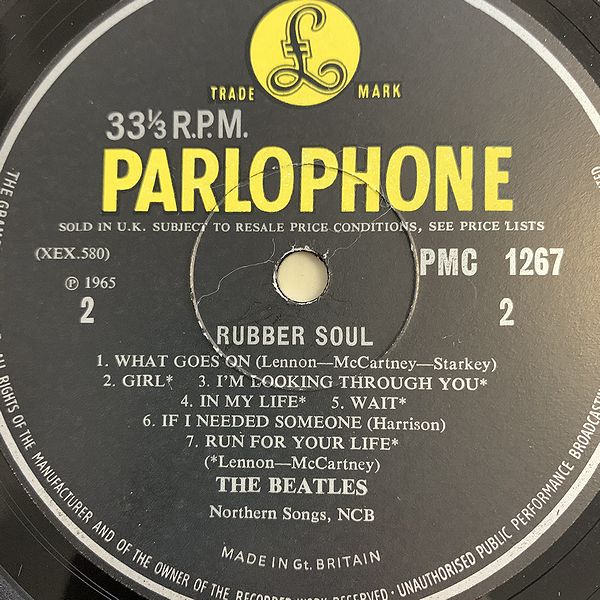 £
TRADE MARK
33⅓ R.P.M.
PARLOPHONE
SOLD IN U.K. SUBJECT TO RESALE PRICE CONDITIONS, SEE PRICE LISTS
(XEX.580)
PMC 1267
℗ 1965
2
2
RUBBER SOUL
1. WHAT GOES ON (Lennon—McCartney—Starkey)
2. GIRL* 3. I'M LOOKING THROUGH YOU*
4. IN MY LIFE* 5. WAIT*
6. IF I NEEDED SOMEONE (Harrison)
7. RUN FOR YOUR LIFE*
(*Lennon—McCartney)
THE BEATLES
Northern Songs, NCB
MADE IN Gt. BRITAIN
ALL RIGHTS OF THE MANUFACTURER AND OF THE OWNER OF THE RECORDED WORK RESERVED · UNAUTHORISED PUBLIC PERFORMANCE
THE